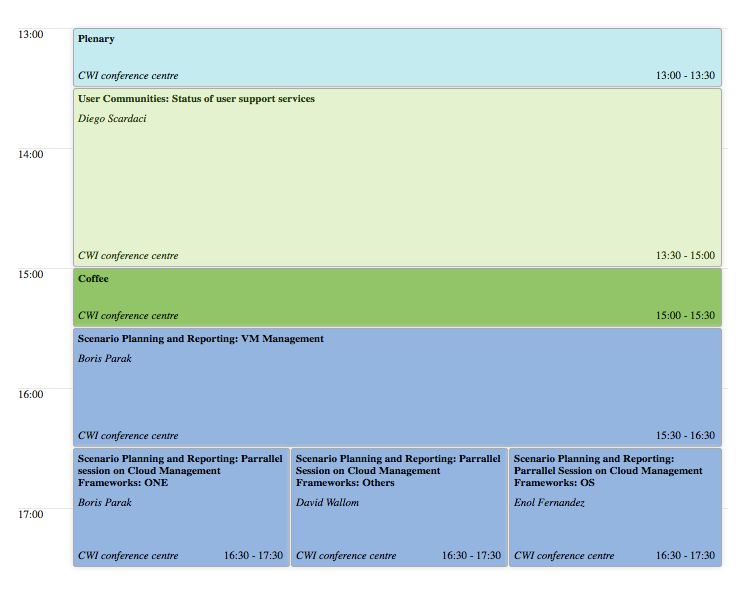 13:00
Plenary
CWI conference centre 13:00 - 13:30
User Communities: Status of user support services
Diego Scardaci
14:00
CWI conference centre 13:30 - 15:00
15:00
Coffee
CWI conference centre 15:00 - 15:30
Scenario Planning and Reporting: VM Management
Boris Parak
16:00
CWI conference centre 15:30 - 16:30
Scenario Planning and Reporting: Parrallel
session on Cloud Management
Frameworks: ONE
Boris Parak
CWI conference centre 16:30 - 17:30
Scenario Planning and Reporting: Parrallel
Session on Cloud Management
Frameworks: Others
David Wallom
CWI conference centre 16:30 - 17:30
Scenario Planning and Reporting:
Parrallel Session on Cloud Management
Frameworks: OS
Enol Fernandez
CWI conference centre 16:30 - 17:30
17:00